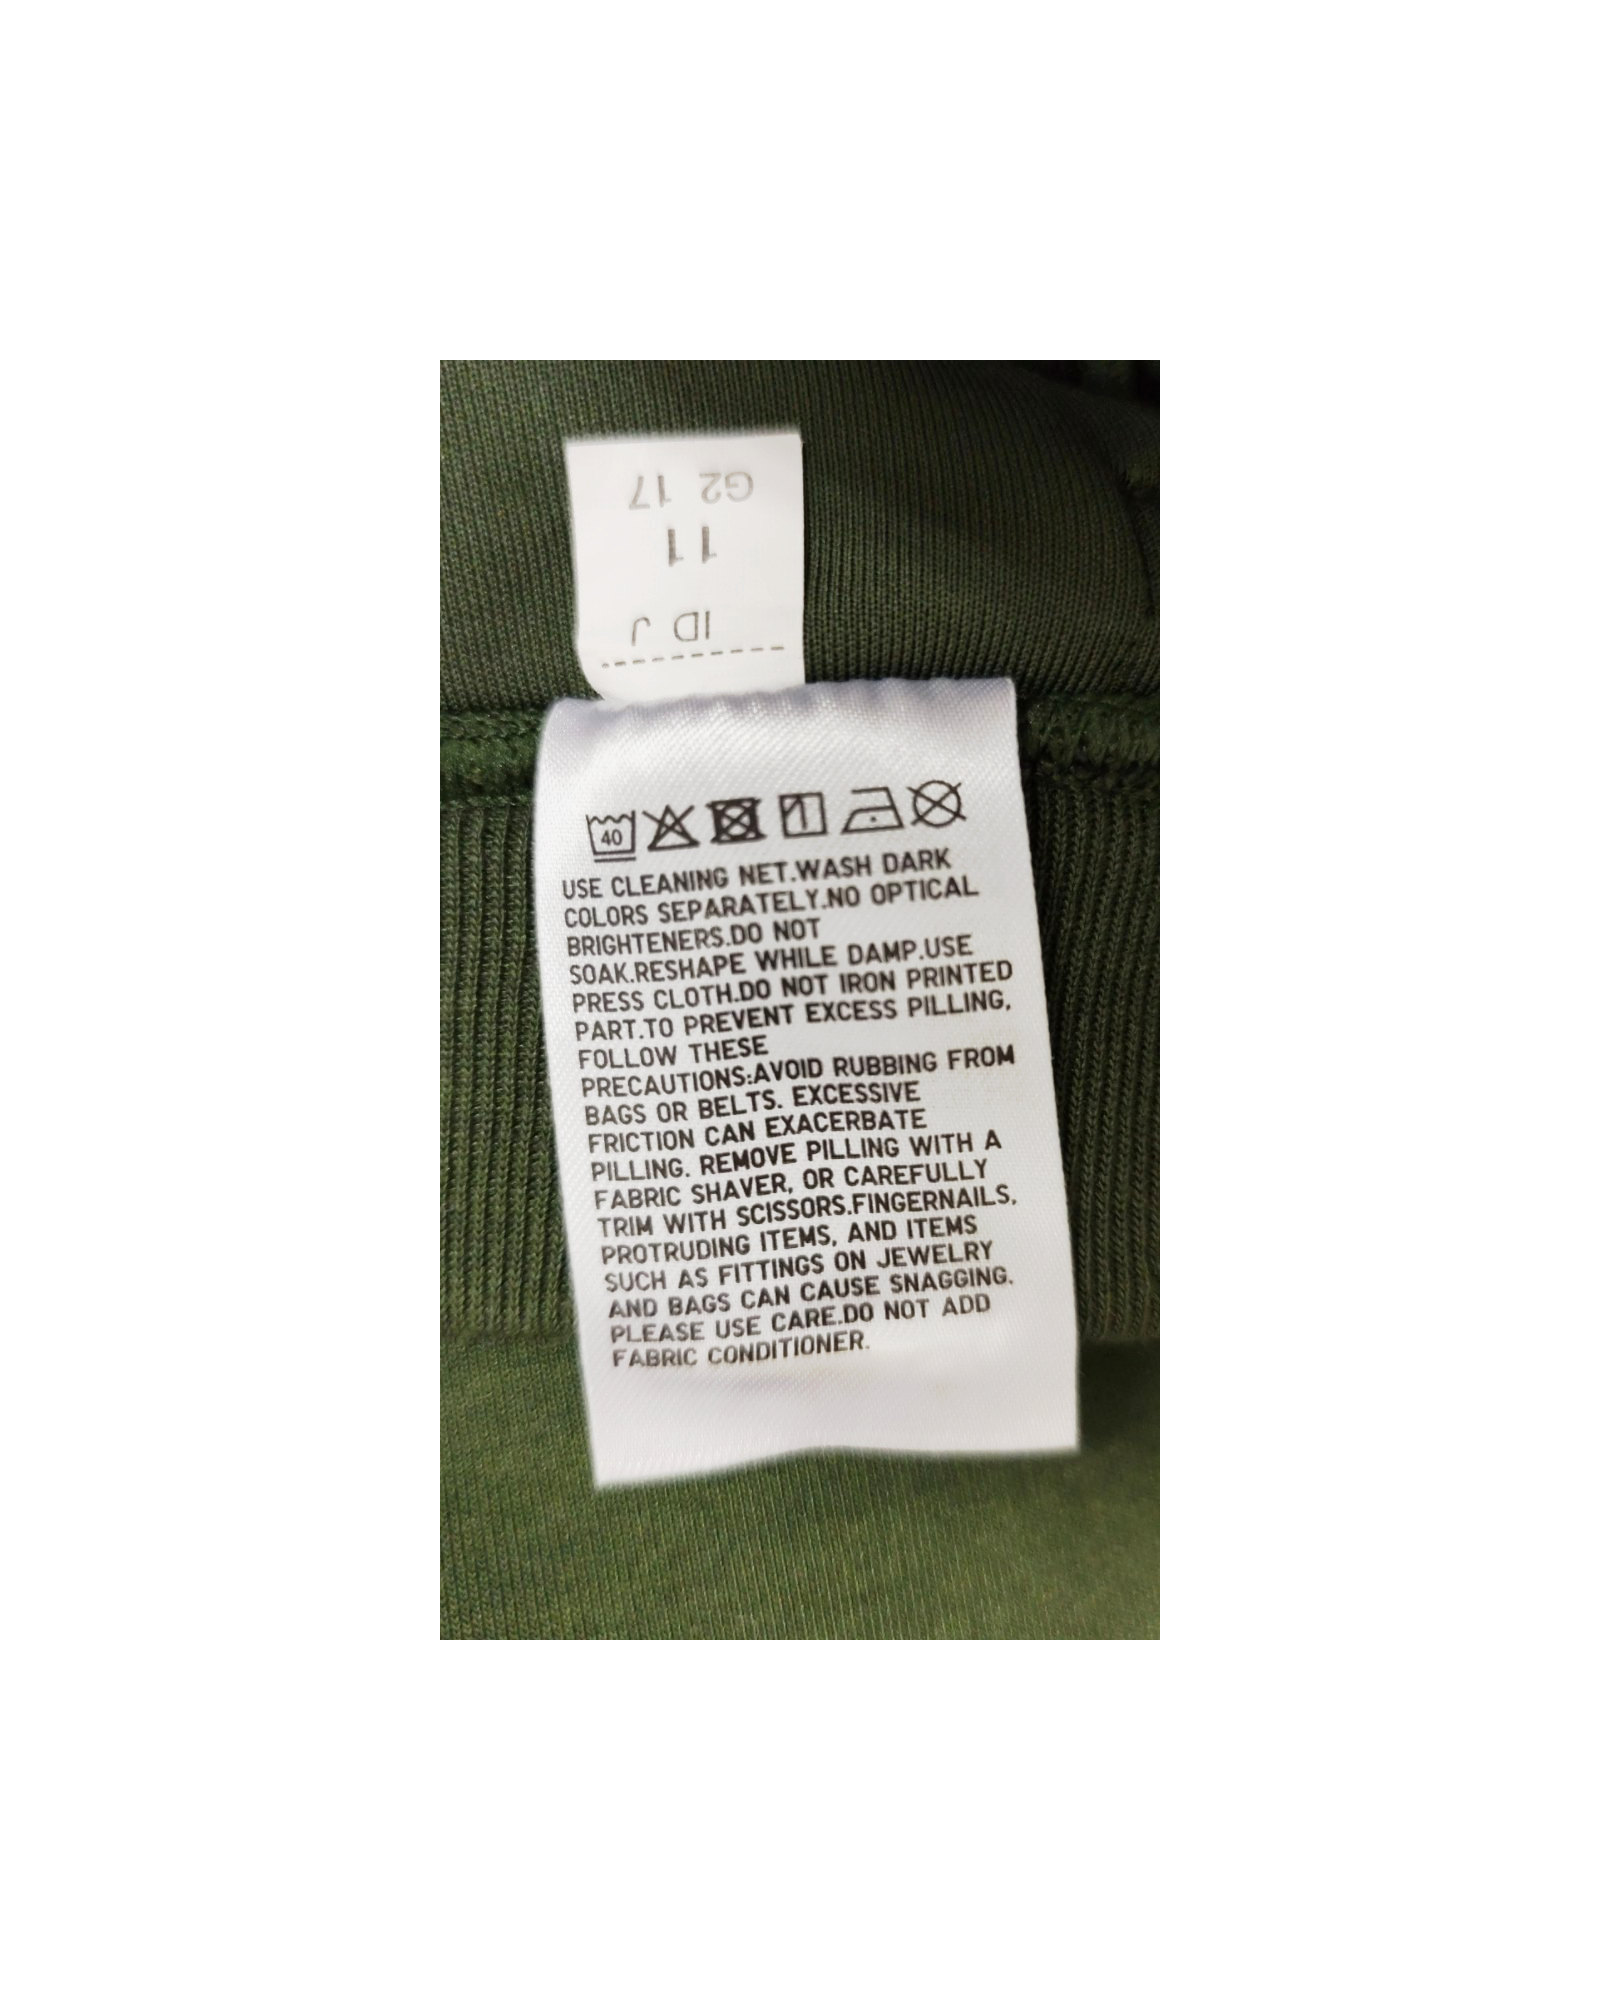 G2 17
11
ID J
40
USE CLEANING NET.WASH DARK
COLORS SEPARATELY.NO OPTICAL
BRIGHTENERS.DO NOT
SOAK.RESHAPE WHILE DAMP.USE
PRESS CLOTH.DO NOT IRON PRINTED
PART.TO PREVENT EXCESS PILLING,
FOLLOW THESE
PRECAUTIONS:AVOID RUBBING FROM
BAGS OR BELTS. EXCESSIVE
FRICTION CAN EXACERBATE
PILLING. REMOVE PILLING WITH A
FABRIC SHAVER, OR CAREFULLY
TRIM WITH SCISSORS.FINGERNAILS,
PROTRUDING ITEMS, AND ITEMS
SUCH AS FITTINGS ON JEWELRY
AND BAGS CAN CAUSE SNAGGING.
PLEASE USE CARE.DO NOT ADD
FABRIC CONDITIONER.